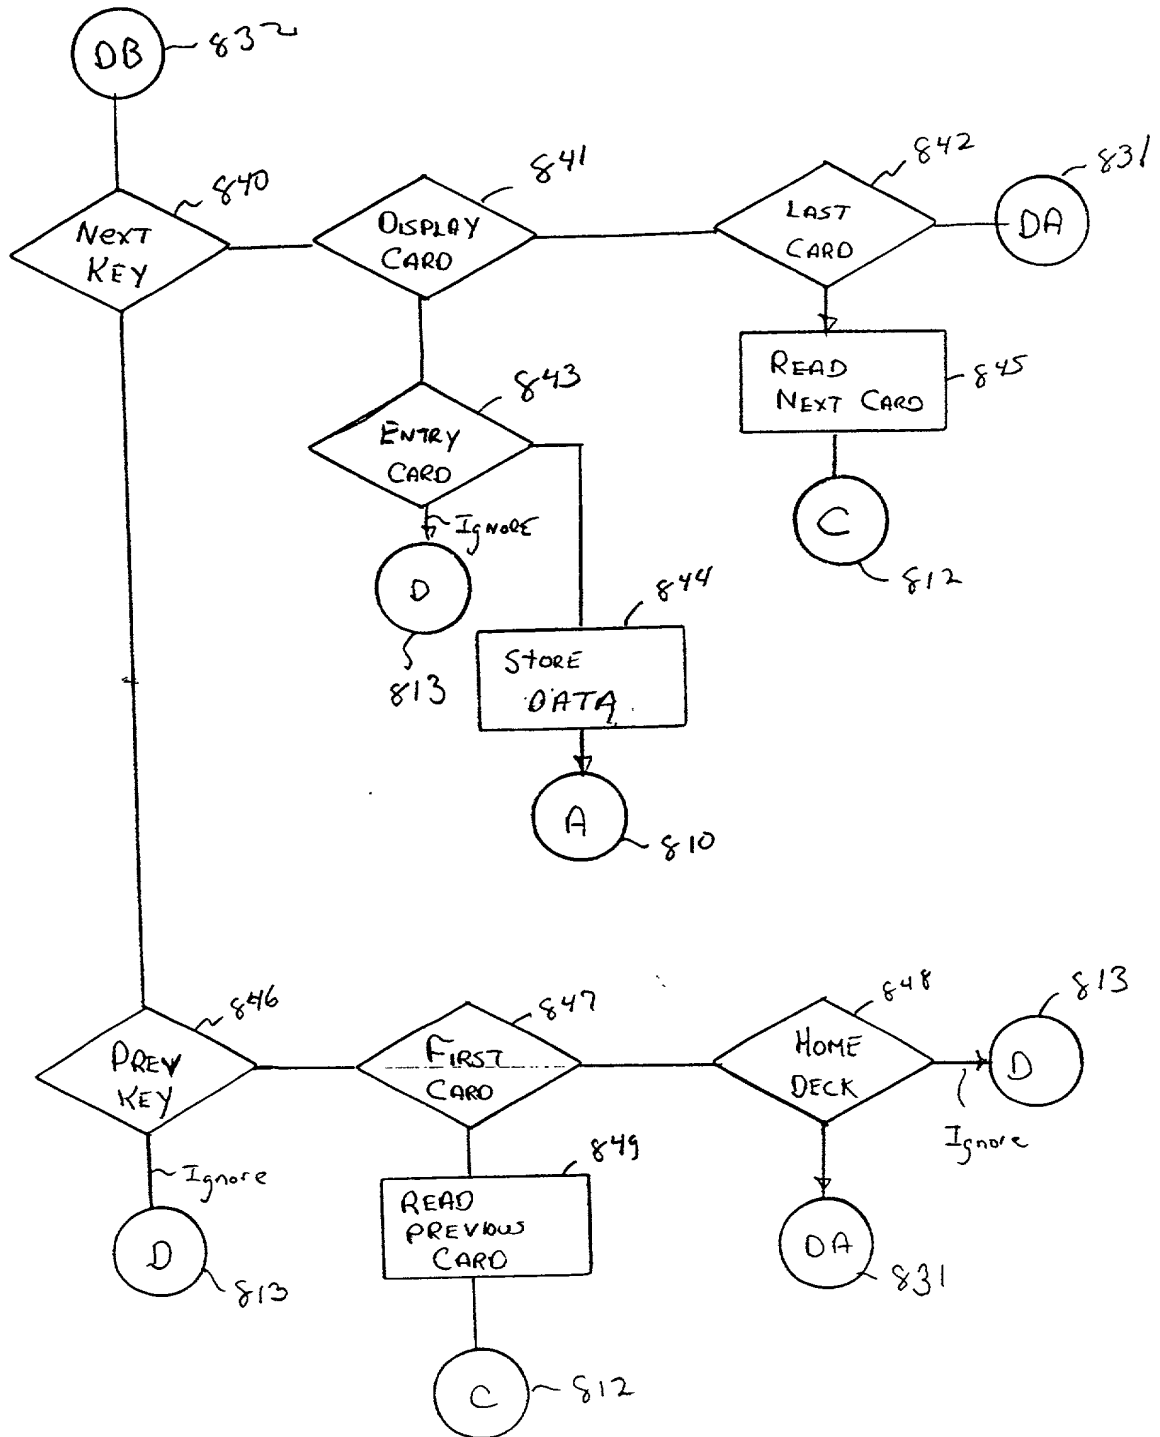 DB
832
840
NEXT
KEY
841
DISPLAY
CARD
842
LAST
CARD
831
DA
843
ENTRY
CARD
READ
NEXT CARD
845
IGNORE
D
813
C
812
844
STORE
DATA
A
810
846
PREV
KEY
847
FIRST
CARD
848
HOME
DECK
813
D
Ignore
Ignore
D
813
849
READ
PREVIOUS
CARD
DA
831
C
812